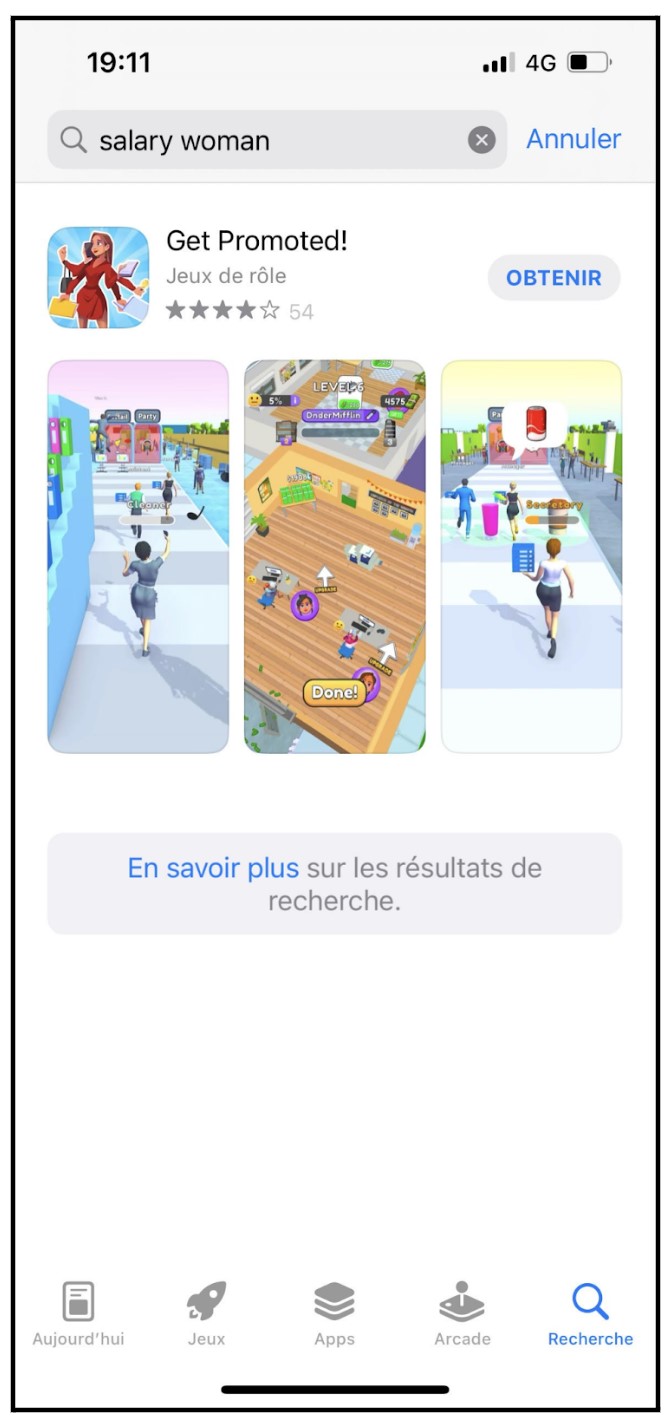 19:11
4G
salary woman
Annuler
Get Promoted!
Jeux de rôle
OBTENIR
54
Party
Cleaner
LEVEL 6
5%
4575
DnderMifflin
UPGRADE
UPGRADE
Done!
Secretary
En savoir plus sur les résultats de
recherche.
Aujourd'hui
Jeux
Apps
Arcade
Recherche